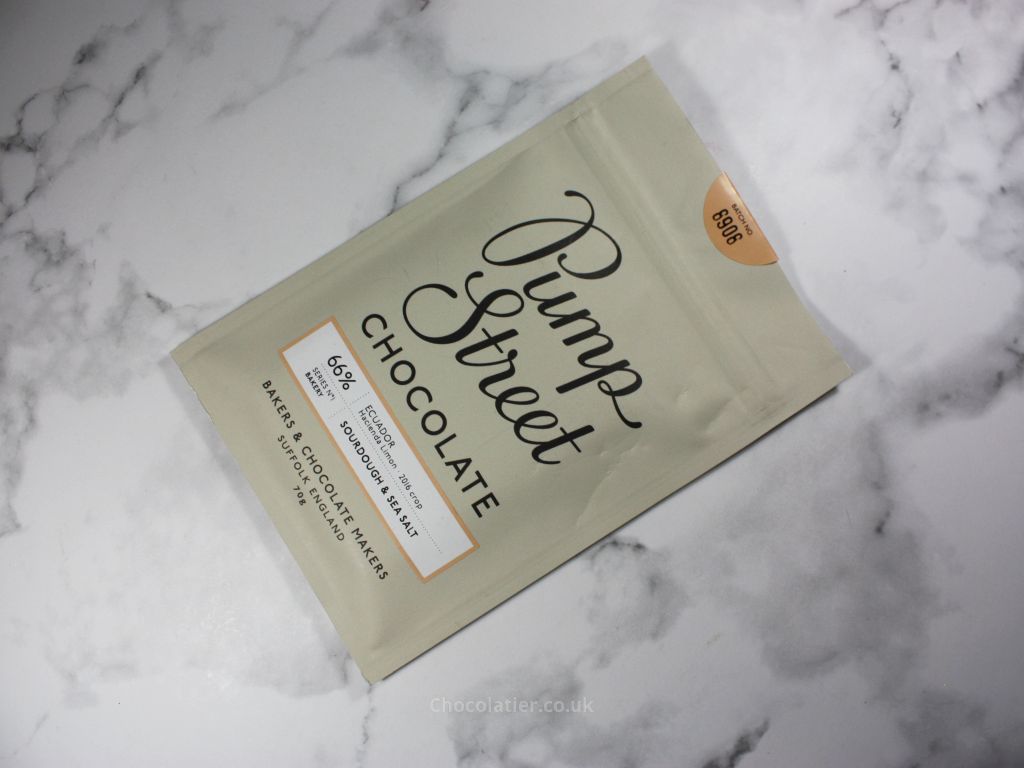 BATCH NO
Pump
Street
CHOCOLATE
66%
SERIES Nº1
BAKERY
ECUADOR
Hacienda Limon . 2016 crop
SOURDOUGH & SEA SALT
BAKERS & CHOCOLATE MAKERS
SUFFOLK ENGLAND
70g
Chocolatier.co.uk